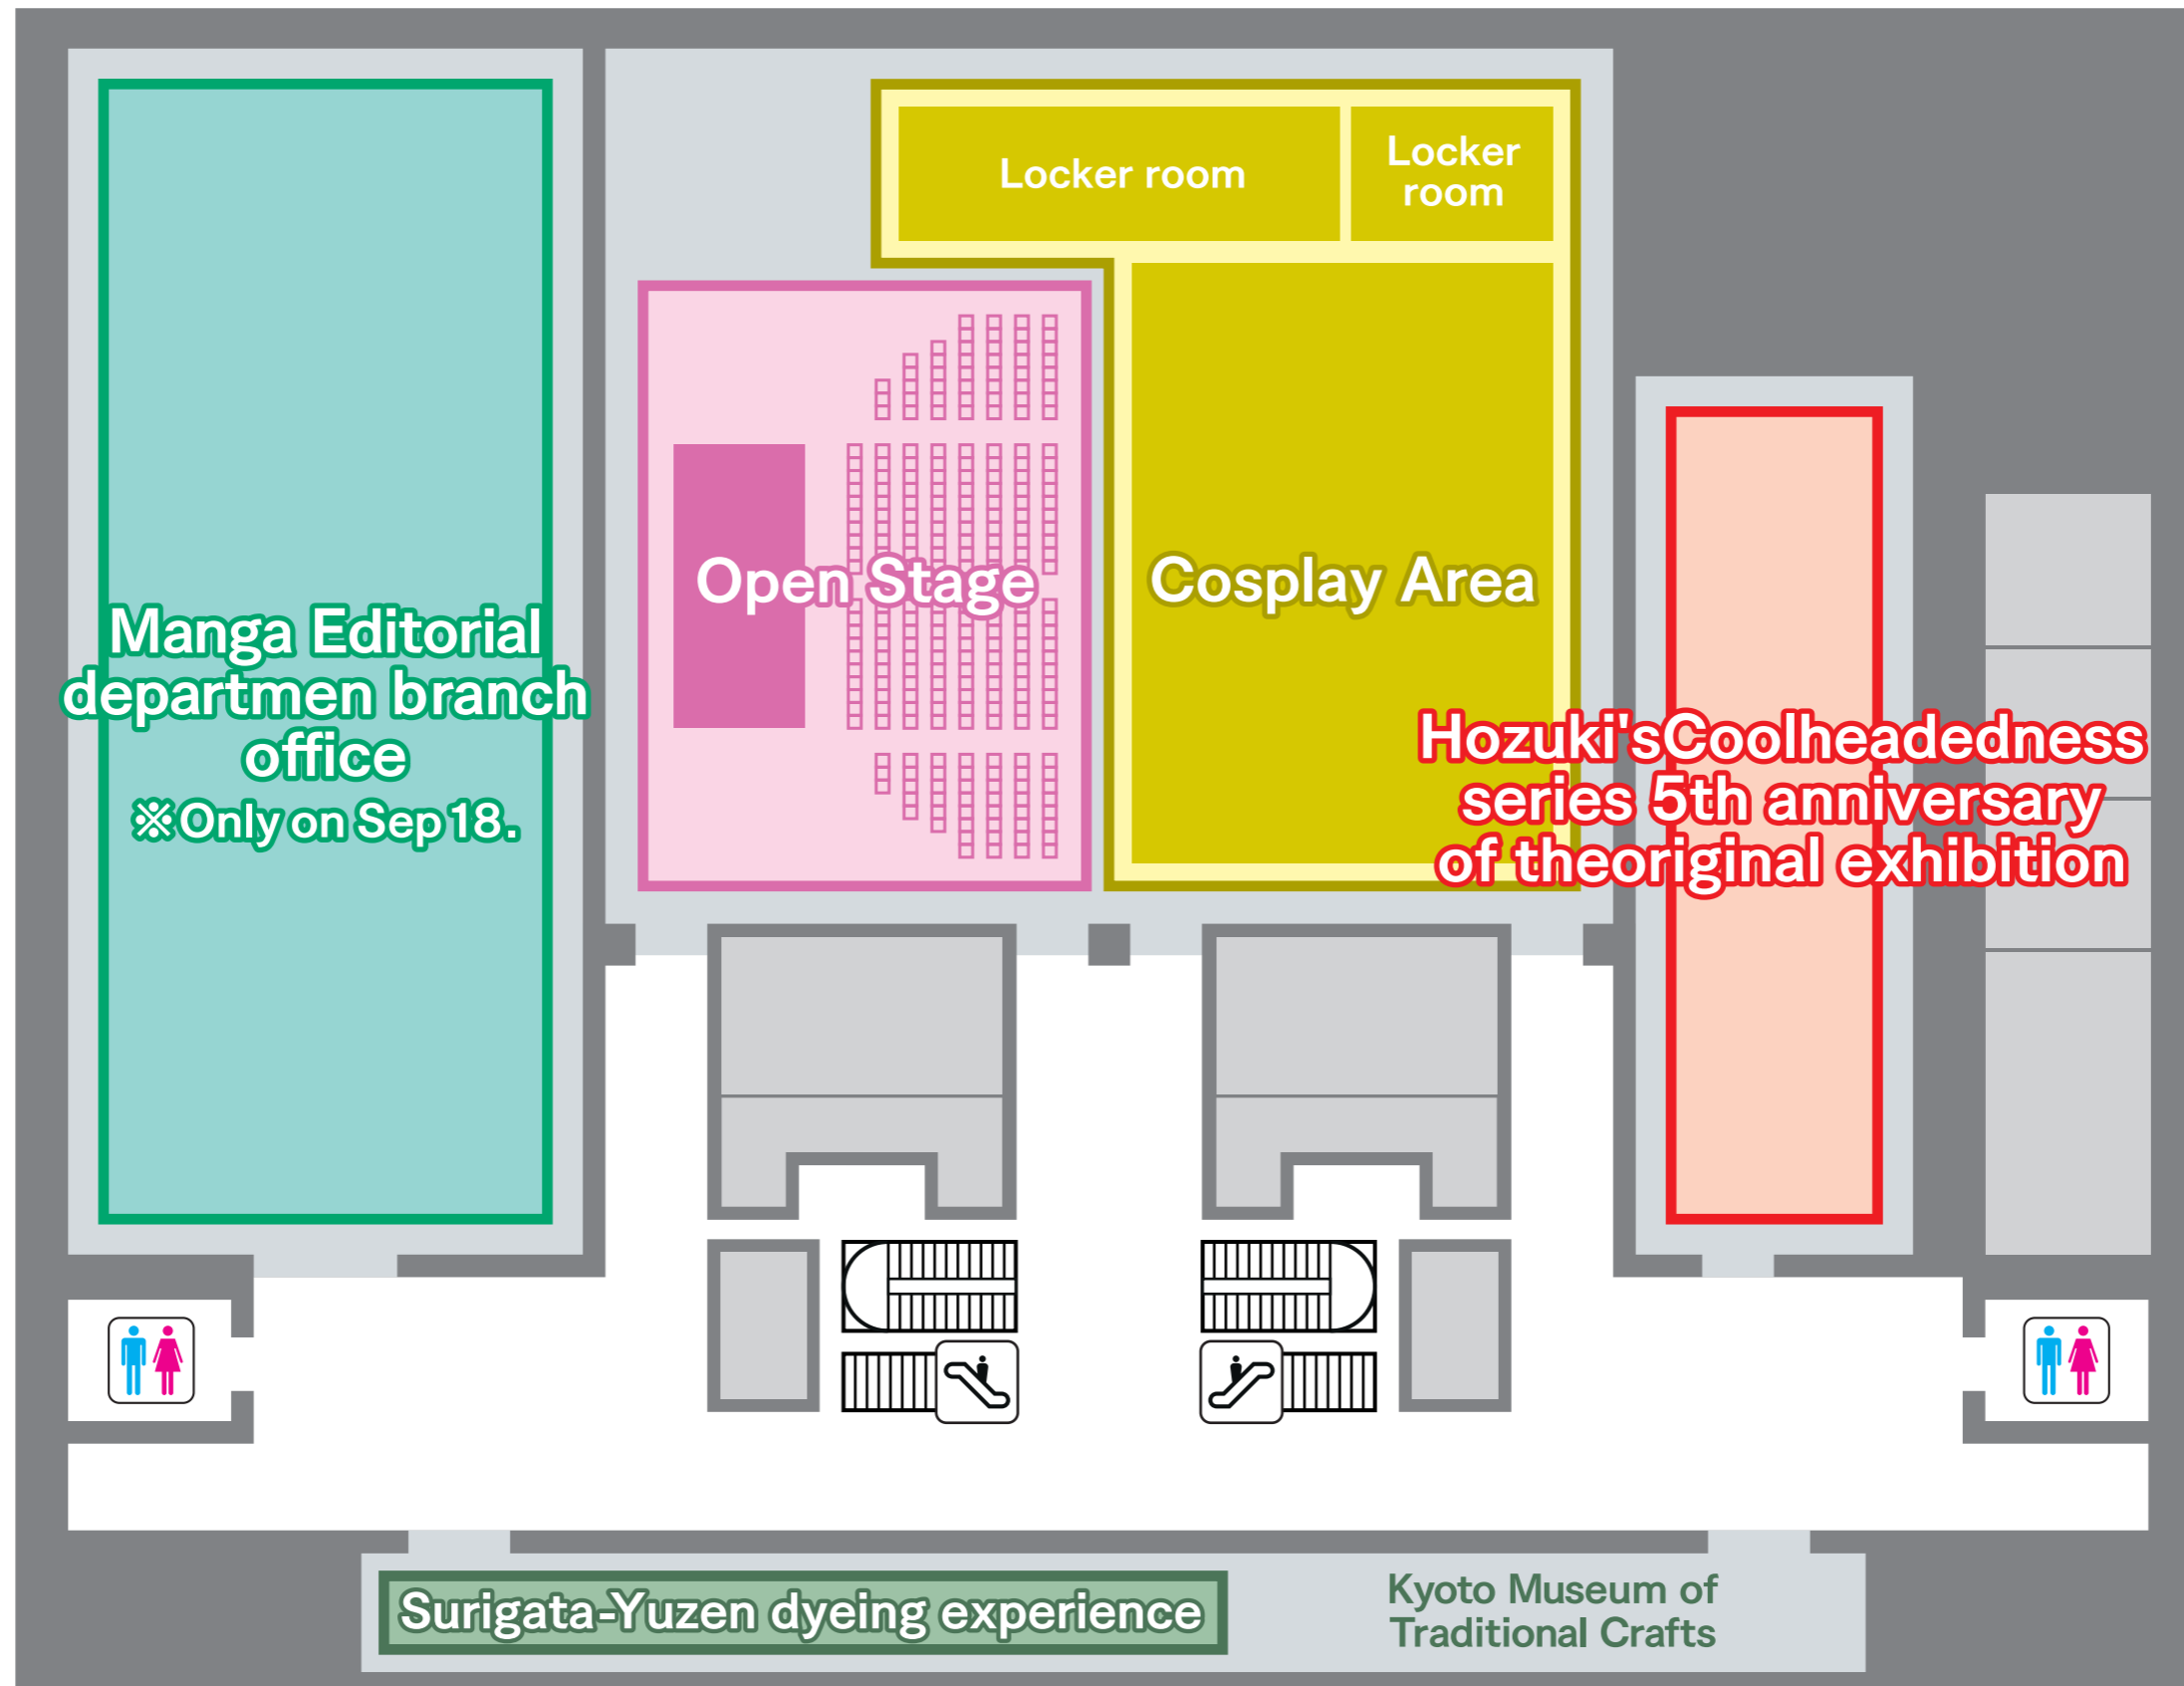 Locker room
Locker
room
Open Stage
Cosplay Area
Manga Editorial
departmen branch
office
※Only on Sep 18.
Hozuki'sCoolheadedness
series 5th anniversary
of theoriginal exhibition
Surigata-Yuzen dyeing experience
Kyoto Museum of
Traditional Crafts